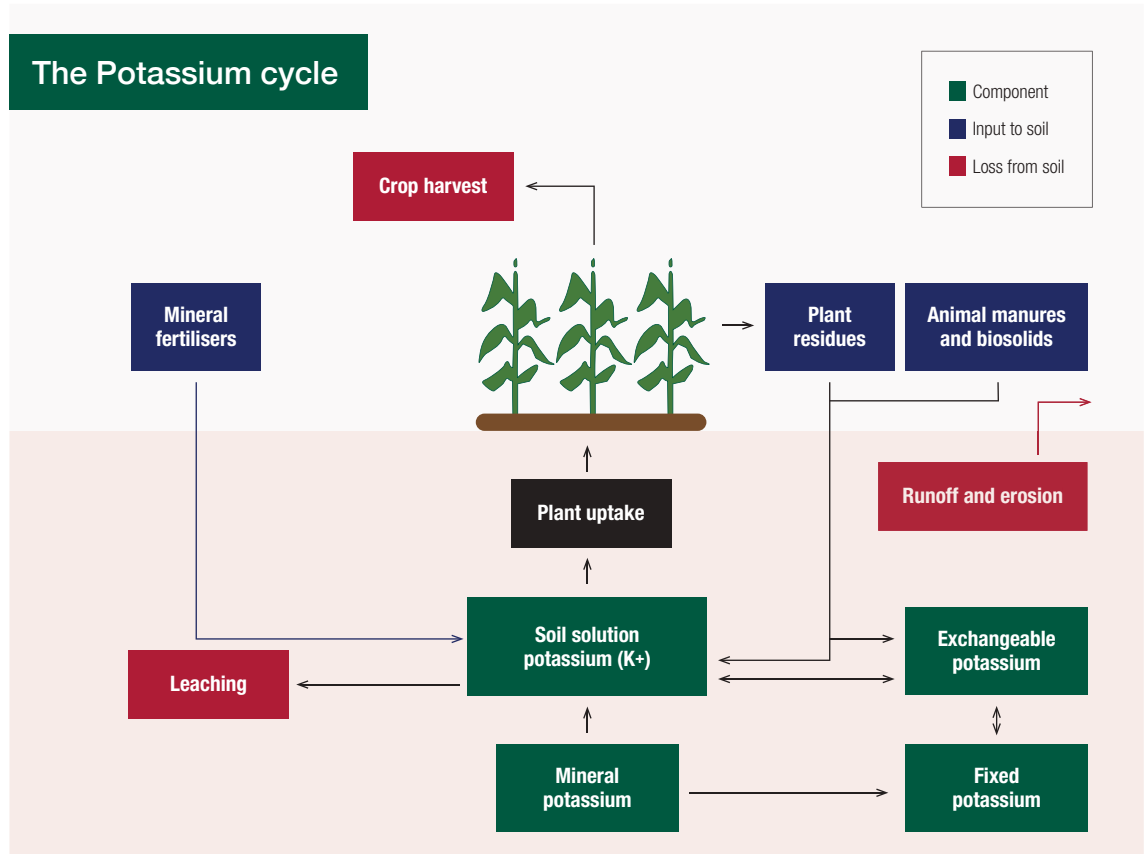 The Potassium cycle
Component
Input to soil
Loss from soil
Crop harvest
Mineral
fertilisers
Plant
residues
Animal manures
and biosolids
Runoff and erosion
Plant uptake
Soil solution
potassium (K+)
Exchangeable
potassium
Leaching
Mineral
potassium
Fixed
potassium